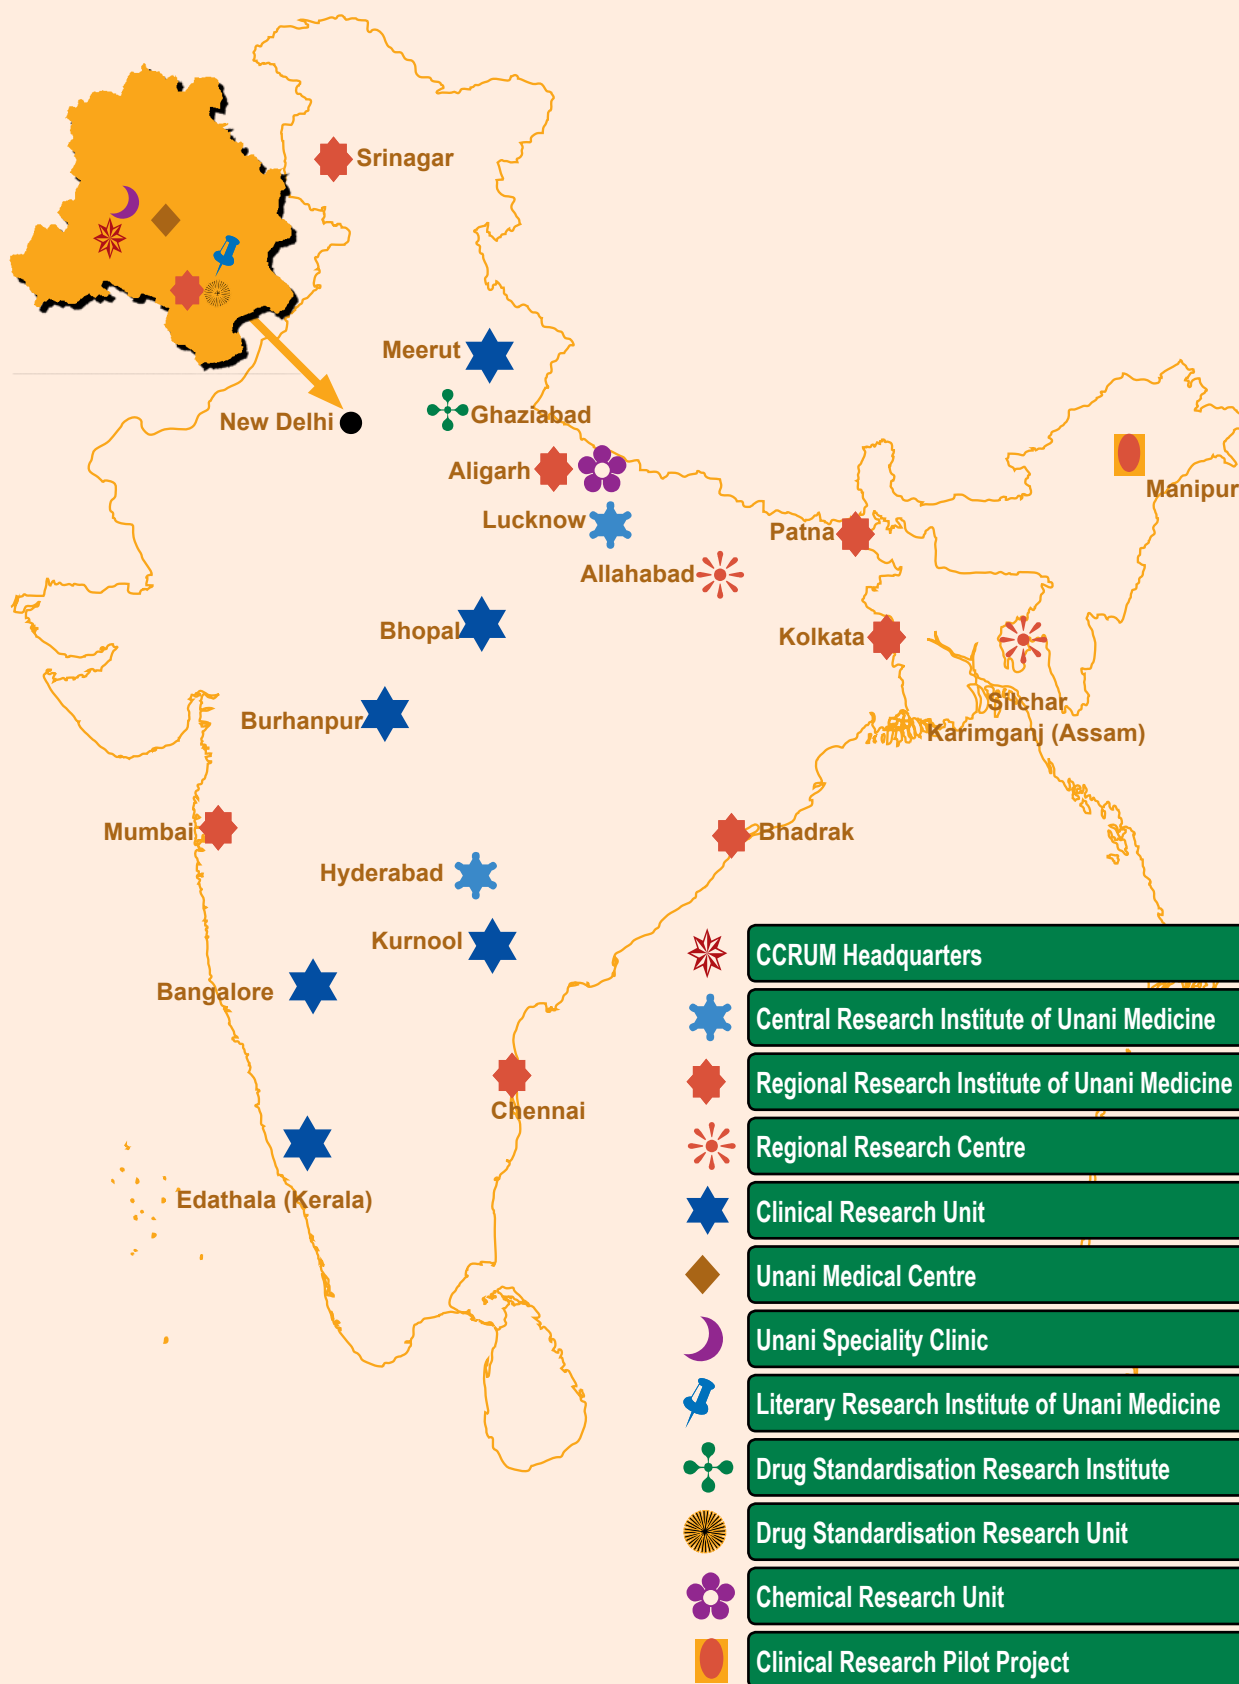 Srinagar
Meerut
New Delhi
Ghaziabad
Aligarh
Manipur
Lucknow
Patna
Allahabad
Bhopal
Kolkata
Silchar
Burhanpur
Karimganj (Assam)
Mumbai
Bhadrak
Hyderabad
Kurnool
Bangalore
Chennai
Edathala (Kerala)
CCRUM Headquarters
Central Research Institute of Unani Medicine
Regional Research Institute of Unani Medicine
Regional Research Centre
Clinical Research Unit
Unani Medical Centre
Unani Speciality Clinic
Literary Research Institute of Unani Medicine
Drug Standardisation Research Institute
Drug Standardisation Research Unit
Chemical Research Unit
Clinical Research Pilot Project